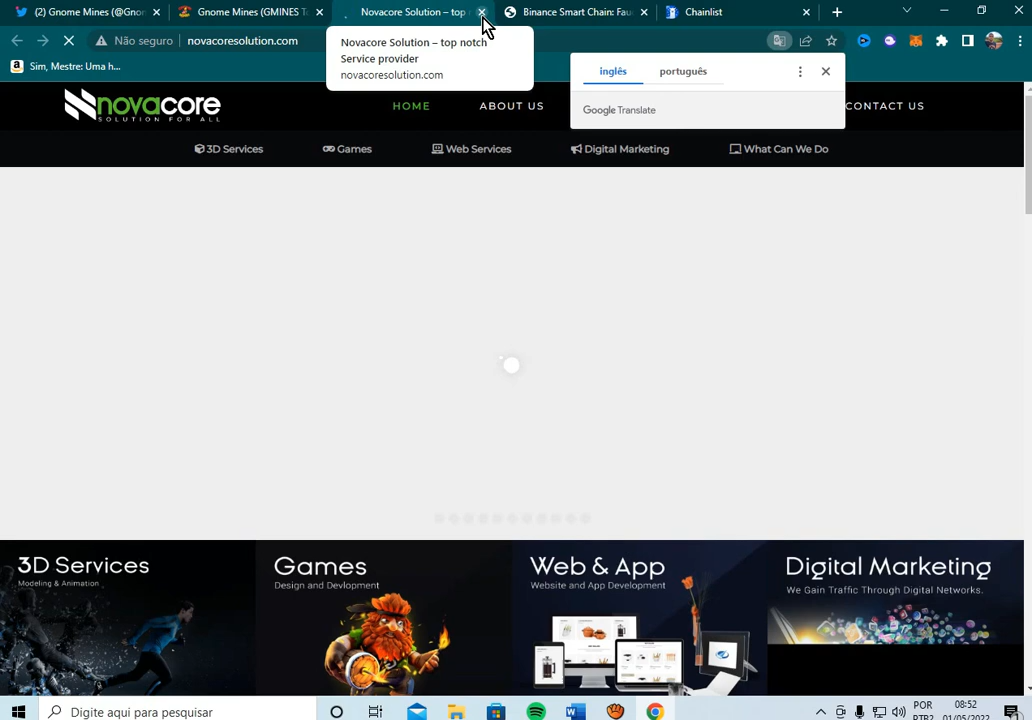 (2) Gnome Mines (@Gnon
Gnome Mines (GMINES To
Novacore Solution – top
Binance Smart Chain: Fau
Chainlist
Não seguro
novacoresolution.com
Novacore Solution – top notch
Service provider
novacoresolution.com
inglês
português
Google Translate
Sim, Mestre: Uma h...
novacore
SOLUTION FOR ALL
HOME
ABOUT US
CONTACT US
3D Services
Games
Web Services
Digital Marketing
What Can We Do
3D Services
Modeling & Animation
Games
Design and Devlopment
Web & App
Website and App Development
Digital Marketing
We Gain Traffic Through Digital Networks.
Digite aqui para pesquisar
POR
PTB2
08:52
01/05/2022